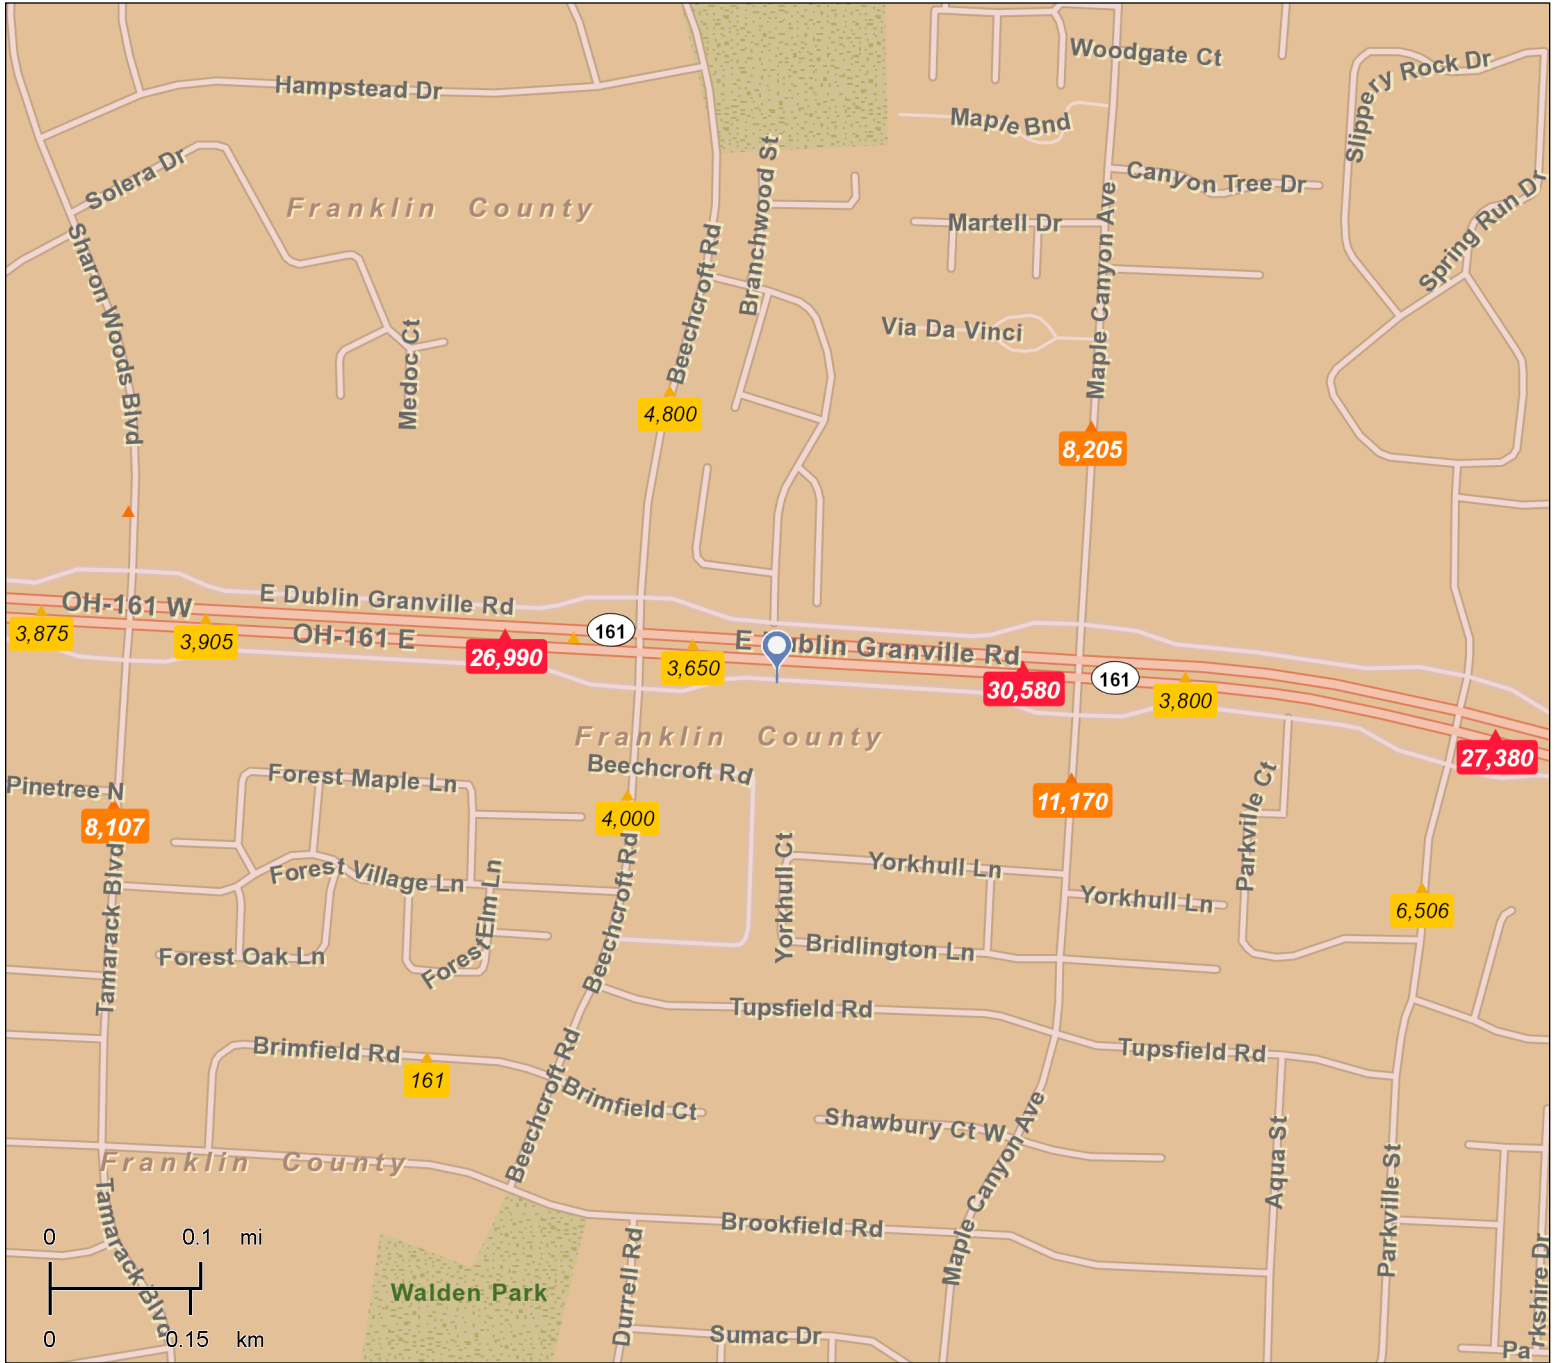 Woodgate Ct
Slippery Rock Dr
Hampstead Dr
Maple Bnd
Branchwood St
Solera Dr
Canyon Tree Dr
Franklin County
Martell Dr
Spring Run Dr
Sharon Woods Blvd
Beechcroft Rd
Maple Canyon Ave
Via Da Vinci
Medoc Ct
4,800
8,205
E Dublin Granville Rd
OH-161 W
3,875
3,905
OH-161 E
26,990
161
3,650
E Dublin Granville Rd
30,580
161
3,800
27,380
Franklin County
Beechcroft Rd
Forest Maple Ln
Pinetree N
8,107
4,000
11,170
Parkville Ct
Yorkhull Ct
Yorkhull Ln
Yorkhull Ln
6,506
Forest Village Ln
Forest Elm Ln
Tamarack Blvd
Beechcroft Rd
Bridlington Ln
Forest Oak Ln
Tupsfield Rd
Brimfield Rd
161
Tupsfield Rd
Beechcroft Rd
Brimfield Ct
Shawbury Ct W
Maple Canyon Ave
Aqua St
Parkville St
Franklin County
Tamarack Blvd
Brookfield Rd
Durrell Rd
Walden Park
Sumac Dr
Parkshire Dr
0 0.1 mi
0 0.15 km